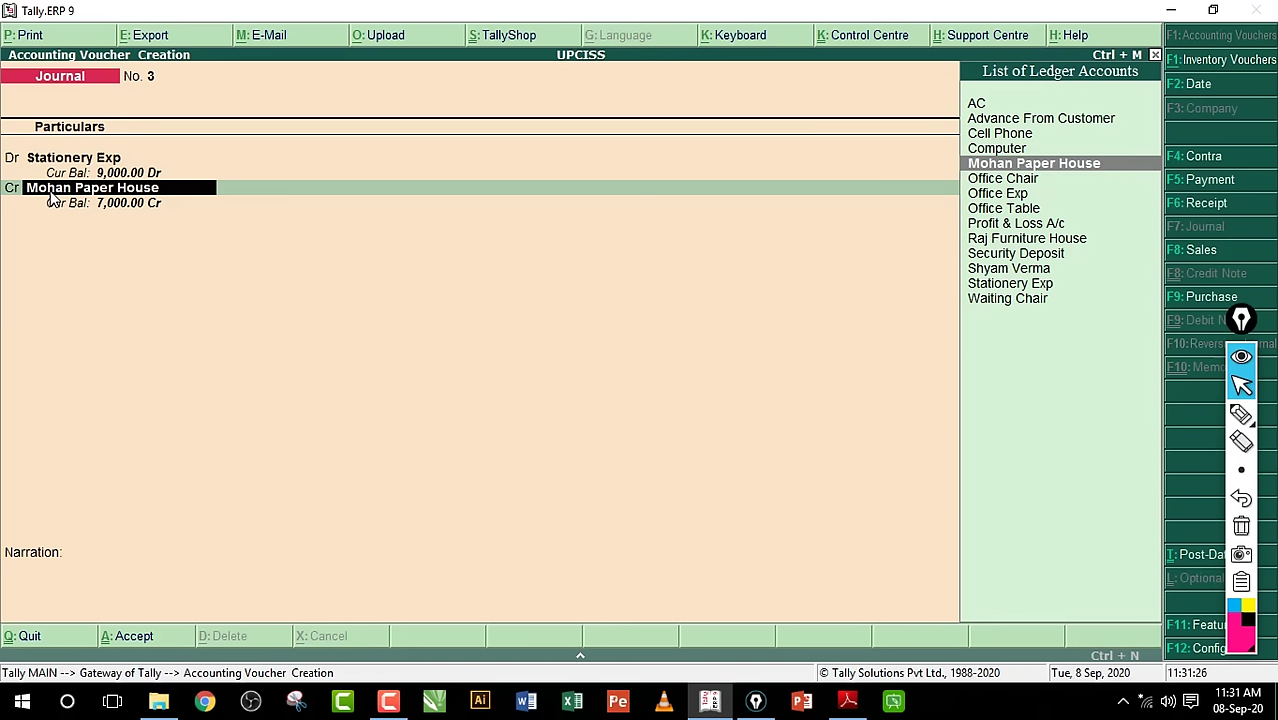 Tally.ERP 9
P: Print E: Export M: E-Mail O: Upload S: TallyShop G: Language K: Keyboard K: Control Centre H: Support Centre H: Help
Accounting Voucher Creation UPCISS Ctrl + M
Journal No. 3
Particulars
Dr Stationery Exp
Cur Bal: 9,000.00 Dr
Cr Mohan Paper House
Cur Bal: 7,000.00 Cr
Narration:
List of Ledger Accounts
AC
Advance From Customer
Cell Phone
Computer
Mohan Paper House
Office Chair
Office Exp
Office Table
Profit & Loss A/c
Raj Furniture House
Security Deposit
Shyam Verma
Stationery Exp
Waiting Chair
F1: Accounting Vouchers
F1: Inventory Vouchers
F2: Date
F3: Company
F4: Contra
F5: Payment
F6: Receipt
F7: Journal
F8: Sales
F8: Credit Note
F9: Purchase
F9: Debit
F10:
F10:
T:
L: Optional
F11:
F12:
Q: Quit A: Accept D: Delete X: Cancel
Ctrl + N
Tally MAIN --> Gateway of Tally --> Accounting Voucher Creation © Tally Solutions Pvt Ltd., 1988-2020 Tue, 8 Sep, 2020 11:31:26
11:31 AM
08-Sep-20